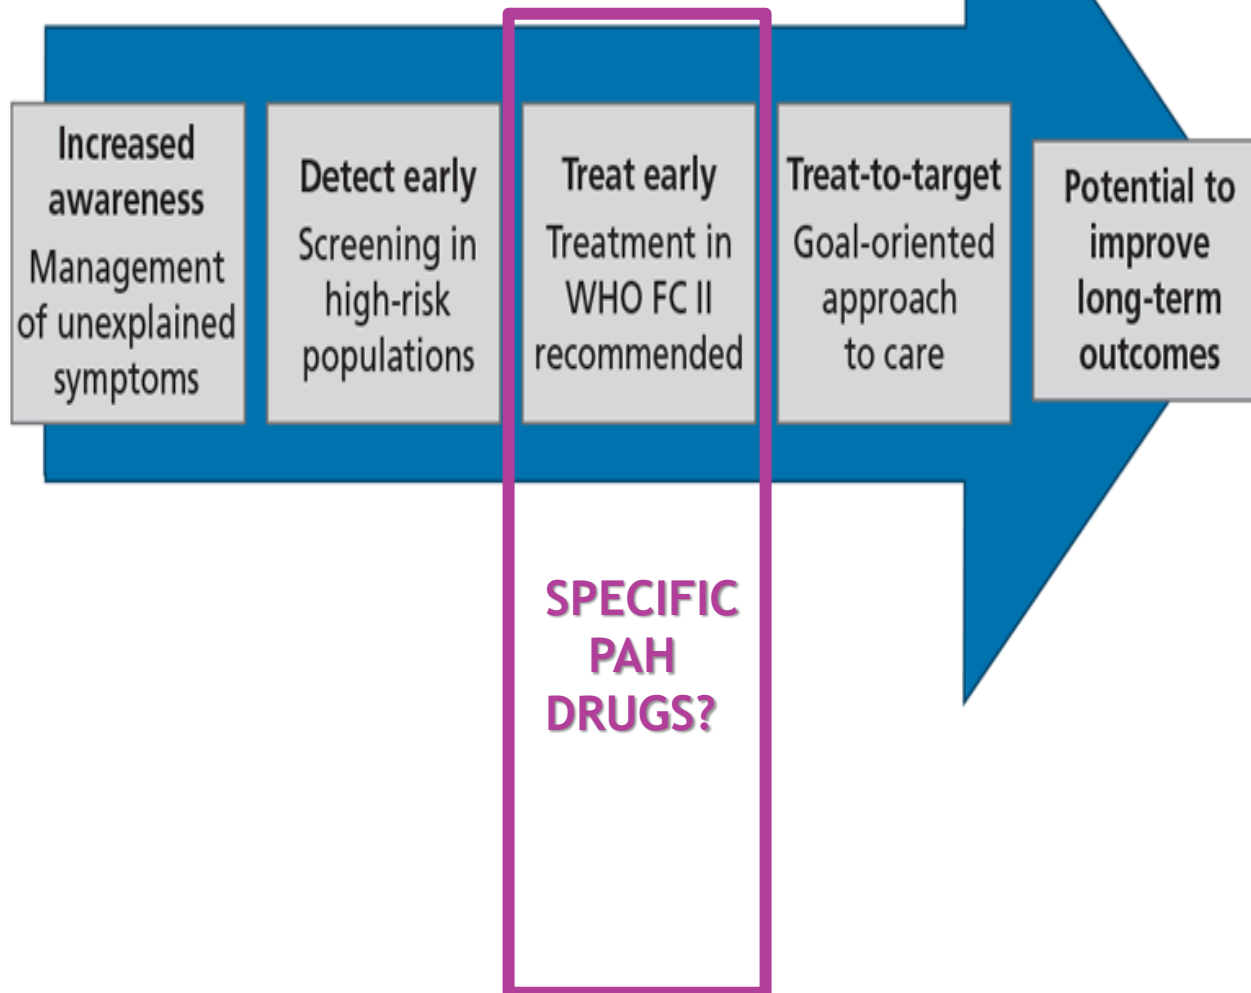 Increased
awareness
Management
of unexplained
symptoms
Detect early
Screening in
high-risk
populations
Treat early
Treatment in
WHO FC II
recommended
Treat-to-target
Goal-oriented
approach
to care
Potential to
improve
long-term
outcomes
SPECIFIC
PAH
DRUGS?